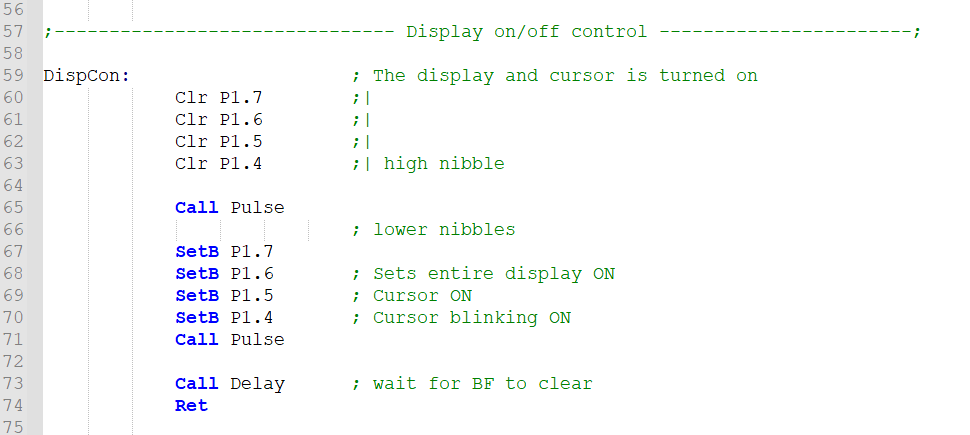 56
57 ;------------------------------- Display on/off control -----------------------;
58
59 DispCon: ; The display and cursor is turned on
60 Clr P1.7 ;|
61 Clr P1.6 ;|
62 Clr P1.5 ;|
63 Clr P1.4 ;| high nibble
64
65 Call Pulse
66 ; lower nibbles
67 SetB P1.7
68 SetB P1.6 ; Sets entire display ON
69 SetB P1.5 ; Cursor ON
70 SetB P1.4 ; Cursor blinking ON
71 Call Pulse
72
73 Call Delay ; wait for BF to clear
74 Ret
75